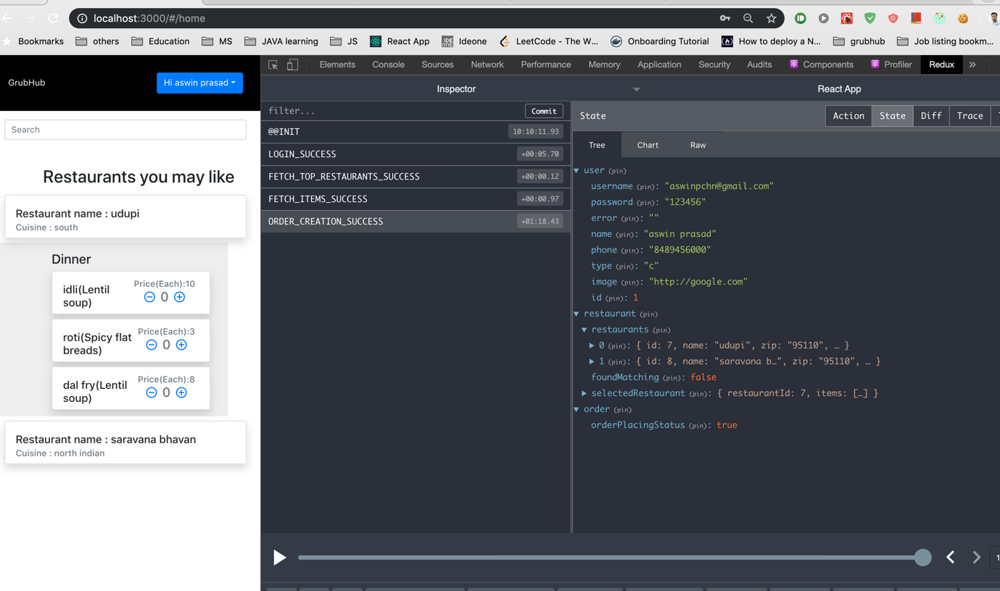 localhost:3000/#/home
Bookmarks others Education MS JAVA learning JS React App Ideone LeetCode - The W... Onboarding Tutorial How to deploy a N... grubhub Job listing bookm...
Elements Console Sources Network Performance Memory Application Security Audits Components Profiler Redux »
GrubHub
Hi aswin prasad
Search
Restaurants you may like
Restaurant name : udupi
Cuisine : south
Dinner
idli(Lentil
soup)
Price(Each):10
0
roti(Spicy flat
breads)
Price(Each):3
0
dal fry(Lentil
soup)
Price(Each):8
0
Restaurant name : saravana bhavan
Cuisine : north indian
Inspector React App
filter... Commit
@@INIT 10:10:11.93
LOGIN_SUCCESS +00:05.70
FETCH_TOP_RESTAURANTS_SUCCESS +00:00.12
FETCH_ITEMS_SUCCESS +00:00.97
ORDER_CREATION_SUCCESS +01:18.43
State Action State Diff Trace
Tree Chart Raw
user (pin)
username (pin): "aswinpchn@gmail.com"
password (pin): "123456"
error (pin): ""
name (pin): "aswin prasad"
phone (pin): "8489456000"
type (pin): "c"
image (pin): "http://google.com"
id (pin): 1
restaurant (pin)
restaurants (pin)
0 (pin): { id: 7, name: "udupi", zip: "95110", … }
1 (pin): { id: 8, name: "saravana b…", zip: "95110", … }
foundMatching (pin): false
selectedRestaurant (pin): { restaurantId: 7, items: […] }
order (pin)
orderPlacingStatus (pin): true